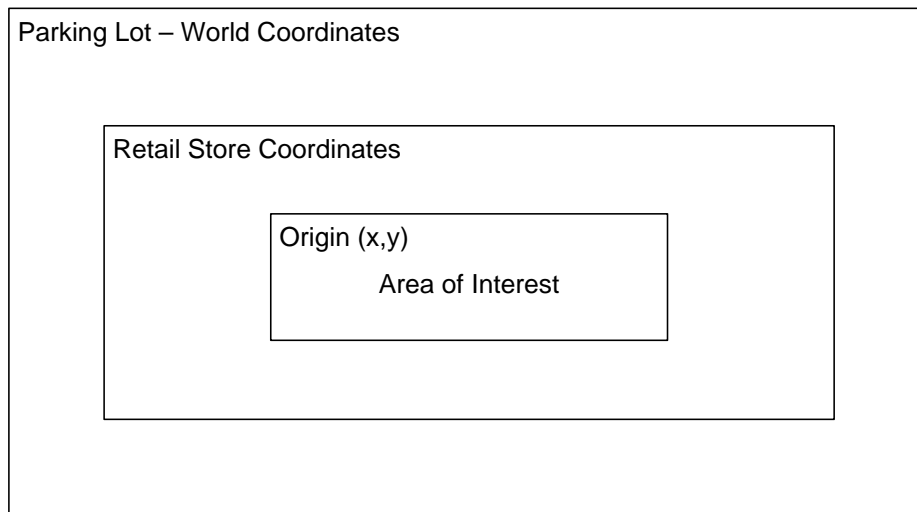 Parking Lot – World Coordinates
Retail Store Coordinates
Origin (x,y)
Area of Interest